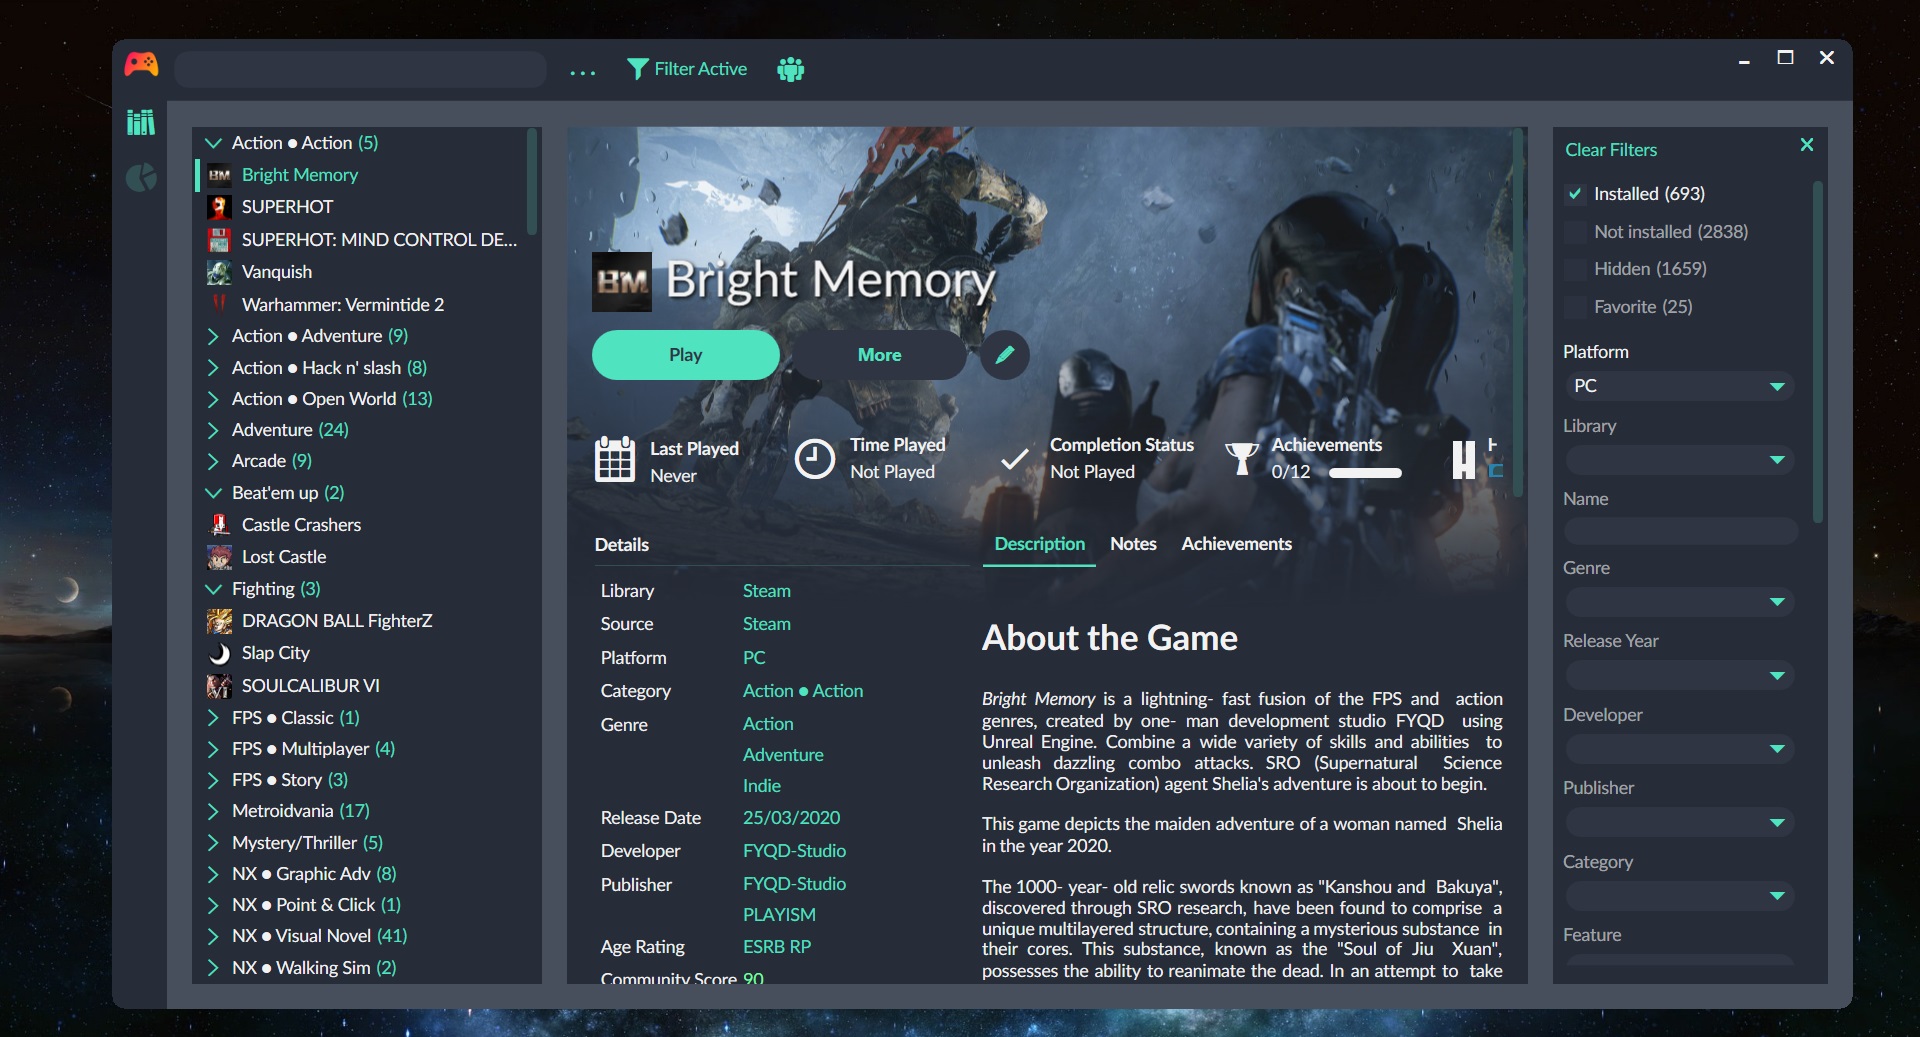 Filter Active
Action ● Action (5)
BM Bright Memory
SUPERHOT
SUPERHOT: MIND CONTROL DE...
Vanquish
Warhammer: Vermintide 2
Action ● Adventure (9)
Action ● Hack n' slash (8)
Action ● Open World (13)
Adventure (24)
Arcade (9)
Beat'em up (2)
Castle Crashers
Lost Castle
Fighting (3)
DRAGON BALL FighterZ
Slap City
SOULCALIBUR VI
FPS ● Classic (1)
FPS ● Multiplayer (4)
FPS ● Story (3)
Metroidvania (17)
Mystery/Thriller (5)
NX ● Graphic Adv (8)
NX ● Point & Click (1)
NX ● Visual Novel (41)
NX ● Walking Sim (2)
BM Bright Memory
Play
More
Last Played
Never
Time Played
Not Played
Completion Status
Not Played
Achievements
0/12
Details
Library Steam
Source Steam
Platform PC
Category Action ● Action
Genre Action
Adventure
Indie
Release Date 25/03/2020
Developer FYQD-Studio
Publisher FYQD-Studio
PLAYISM
Age Rating ESRB RP
Community Score 90
Description Notes Achievements
About the Game
Bright Memory is a lightning- fast fusion of the FPS and action
genres, created by one- man development studio FYQD using
Unreal Engine. Combine a wide variety of skills and abilities to
unleash dazzling combo attacks. SRO (Supernatural Science
Research Organization) agent Shelia's adventure is about to begin.
This game depicts the maiden adventure of a woman named Shelia
in the year 2020.
The 1000- year- old relic swords known as "Kanshou and Bakuya",
discovered through SRO research, have been found to comprise a
unique multilayered structure, containing a mysterious substance in
their cores. This substance, known as the "Soul of Jiu Xuan",
possesses the ability to reanimate the dead. In an attempt to take
Clear Filters
Installed (693)
Not installed (2838)
Hidden (1659)
Favorite (25)
Platform
PC
Library
Name
Genre
Release Year
Developer
Publisher
Category
Feature